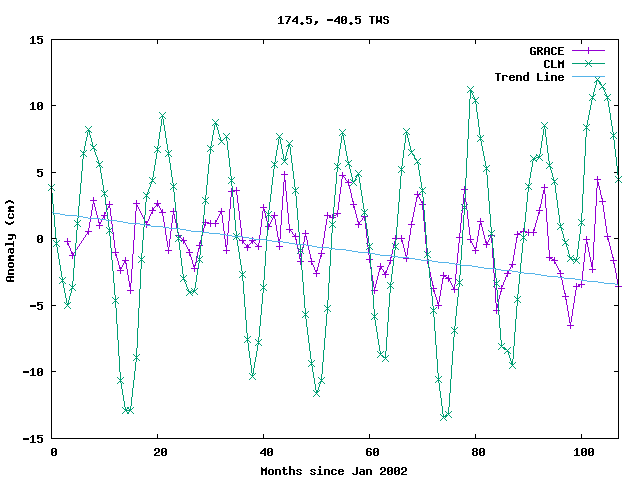 174.5, -40.5 TWS
GRACE
CLM
Trend Line
Anomaly (cm)
15
10
5
0
-5
-10
-15
0 20 40 60 80 100
Months since Jan 2002